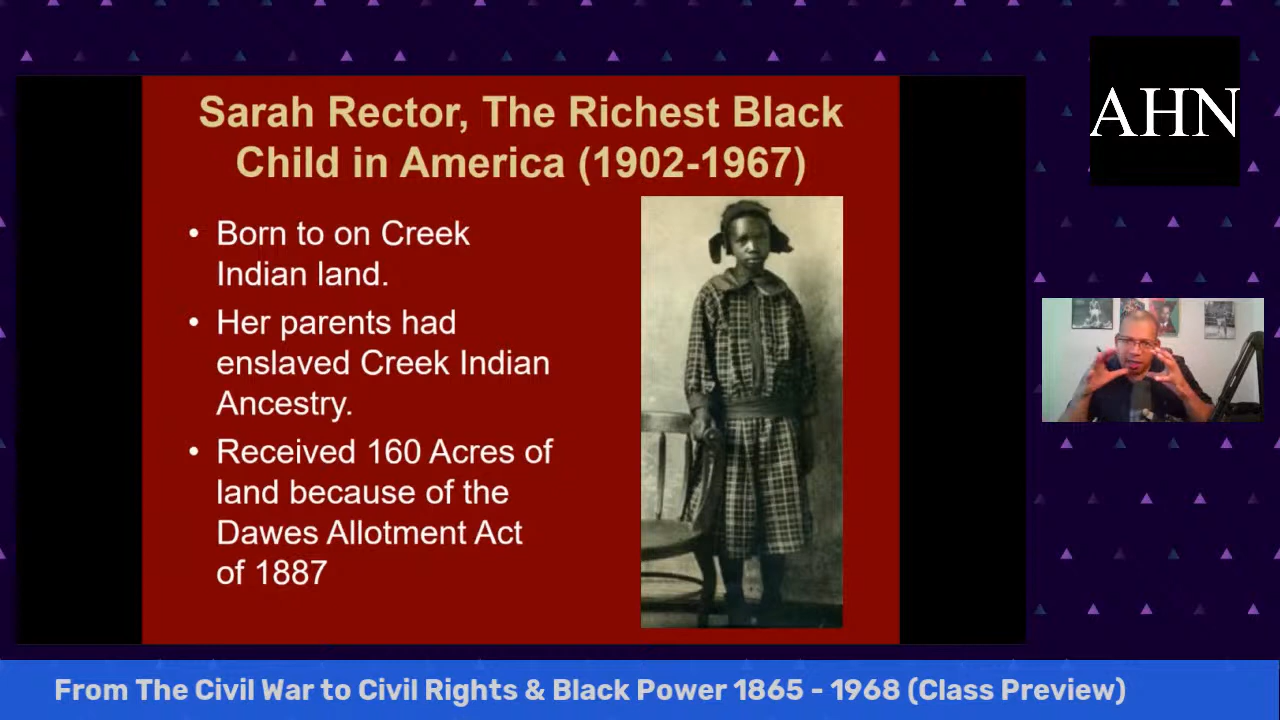 Sarah Rector, The Richest Black
Child in America (1902-1967)
AHN
• Born to on Creek
Indian land.
• Her parents had
enslaved Creek Indian
Ancestry.
• Received 160 Acres of
land because of the
Dawes Allotment Act
of 1887
From The Civil War to Civil Rights & Black Power 1865 - 1968 (Class Preview)